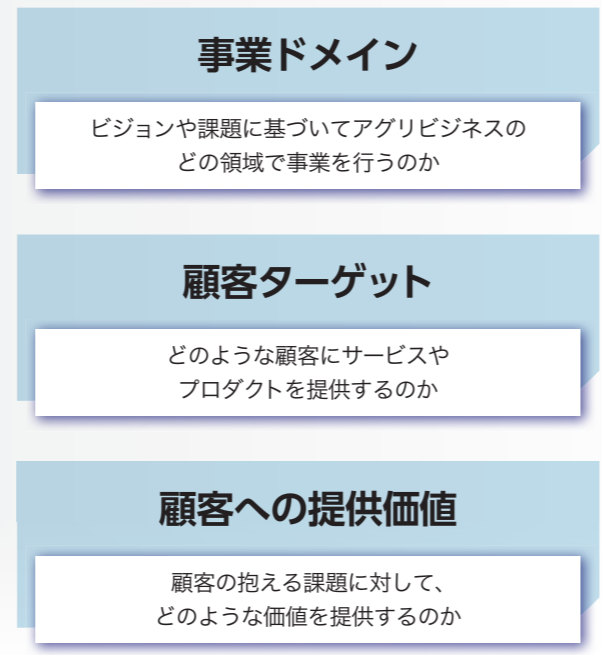 事業ドメイン
ビジョンや課題に基づいてアグリビジネスの
どの領域で事業を行うのか
顧客ターゲット
どのような顧客にサービスや
プロダクトを提供するのか
顧客への提供価値
顧客の抱える課題に対して、
どのような価値を提供するのか